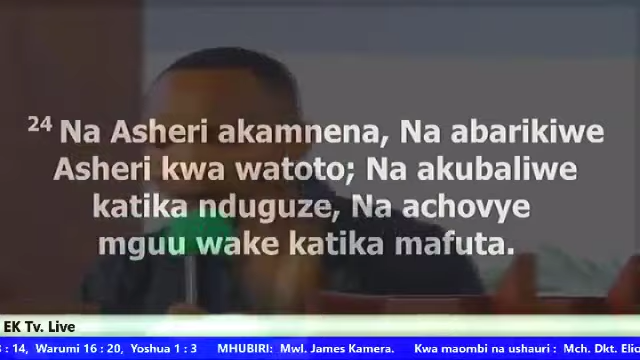 24 Na Asheri akamnena, Na abarikiwe
Asheri kwa watoto; Na akubaliwe
katika nduguze, Na achovye
mguu wake katika mafuta.
EK Tv. Live
: 14, Warumi 16 : 20, Yoshua 1 : 3 MHUBIRI: Mwl. James Kamera. Kwa maombi na ushauri : Mch. Dkt.